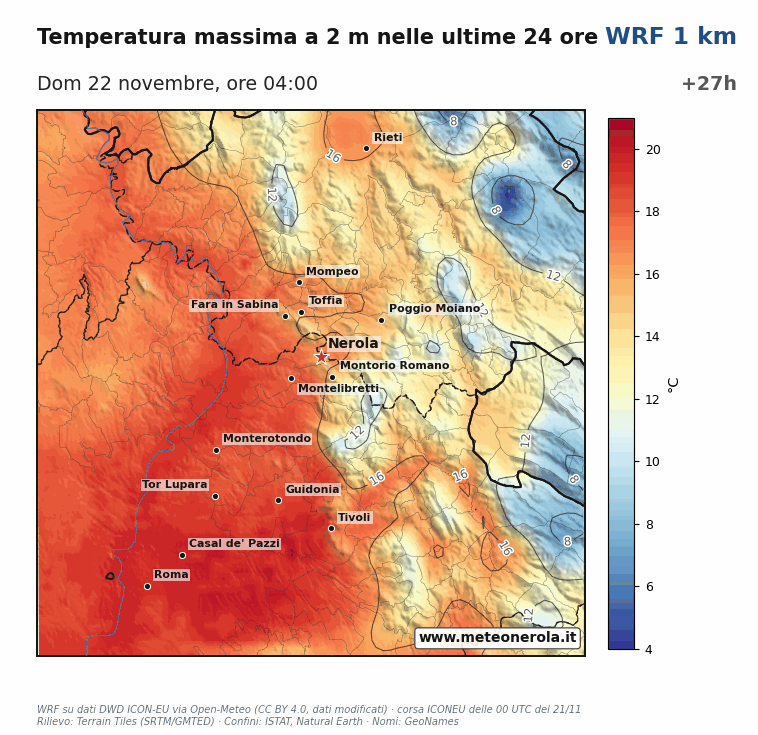 Temperatura massima a 2 m nelle ultime 24 ore WRF 1 km
Dom 22 novembre, ore 04:00 +27h
8
Rieti
16
8
12
8
12
Mompeo
Toffia
Fara in Sabina
Poggio Moiano
12
Nerola
Montorio Romano
Montelibretti
12
Monterotondo
12
16
16
8
Tor Lupara
Guidonia
Tivoli
8
Casal de' Pazzi
16
Roma
12
www.meteonerola.it
20
18
16
14
12
10
8
6
4
°C
WRF su dati DWD ICON-EU via Open-Meteo (CC BY 4.0, dati modificati) · corsa ICONEU delle 00 UTC del 21/11
Rilievo: Terrain Tiles (SRTM/GMTED) · Confini: ISTAT, Natural Earth · Nomi: GeoNames